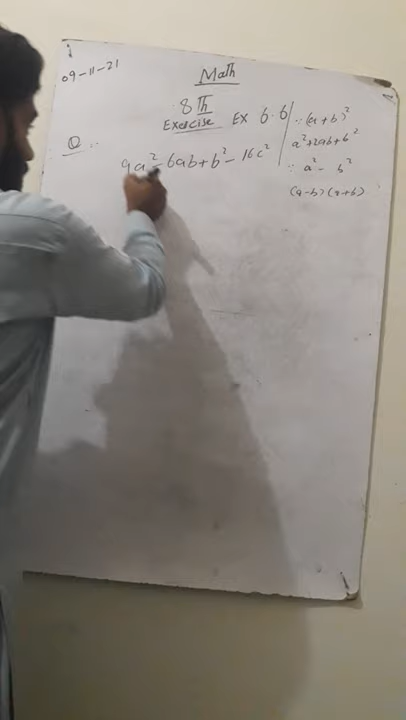 09-11-21
Math
8th
Exercise Ex 6.6
Q :
9a² - 6ab + b² - 16c²
∵ (a + b)²
a² + 2ab + b²
∵ a² - b²
(a-b) (a+b)